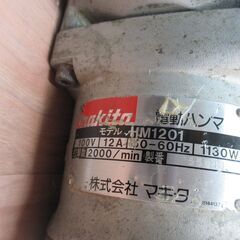 makita 電動ハンマ
モデル HM1201
100V 12A 50-60Hz 1130W
2000/min 製番
株式会社 マキタ